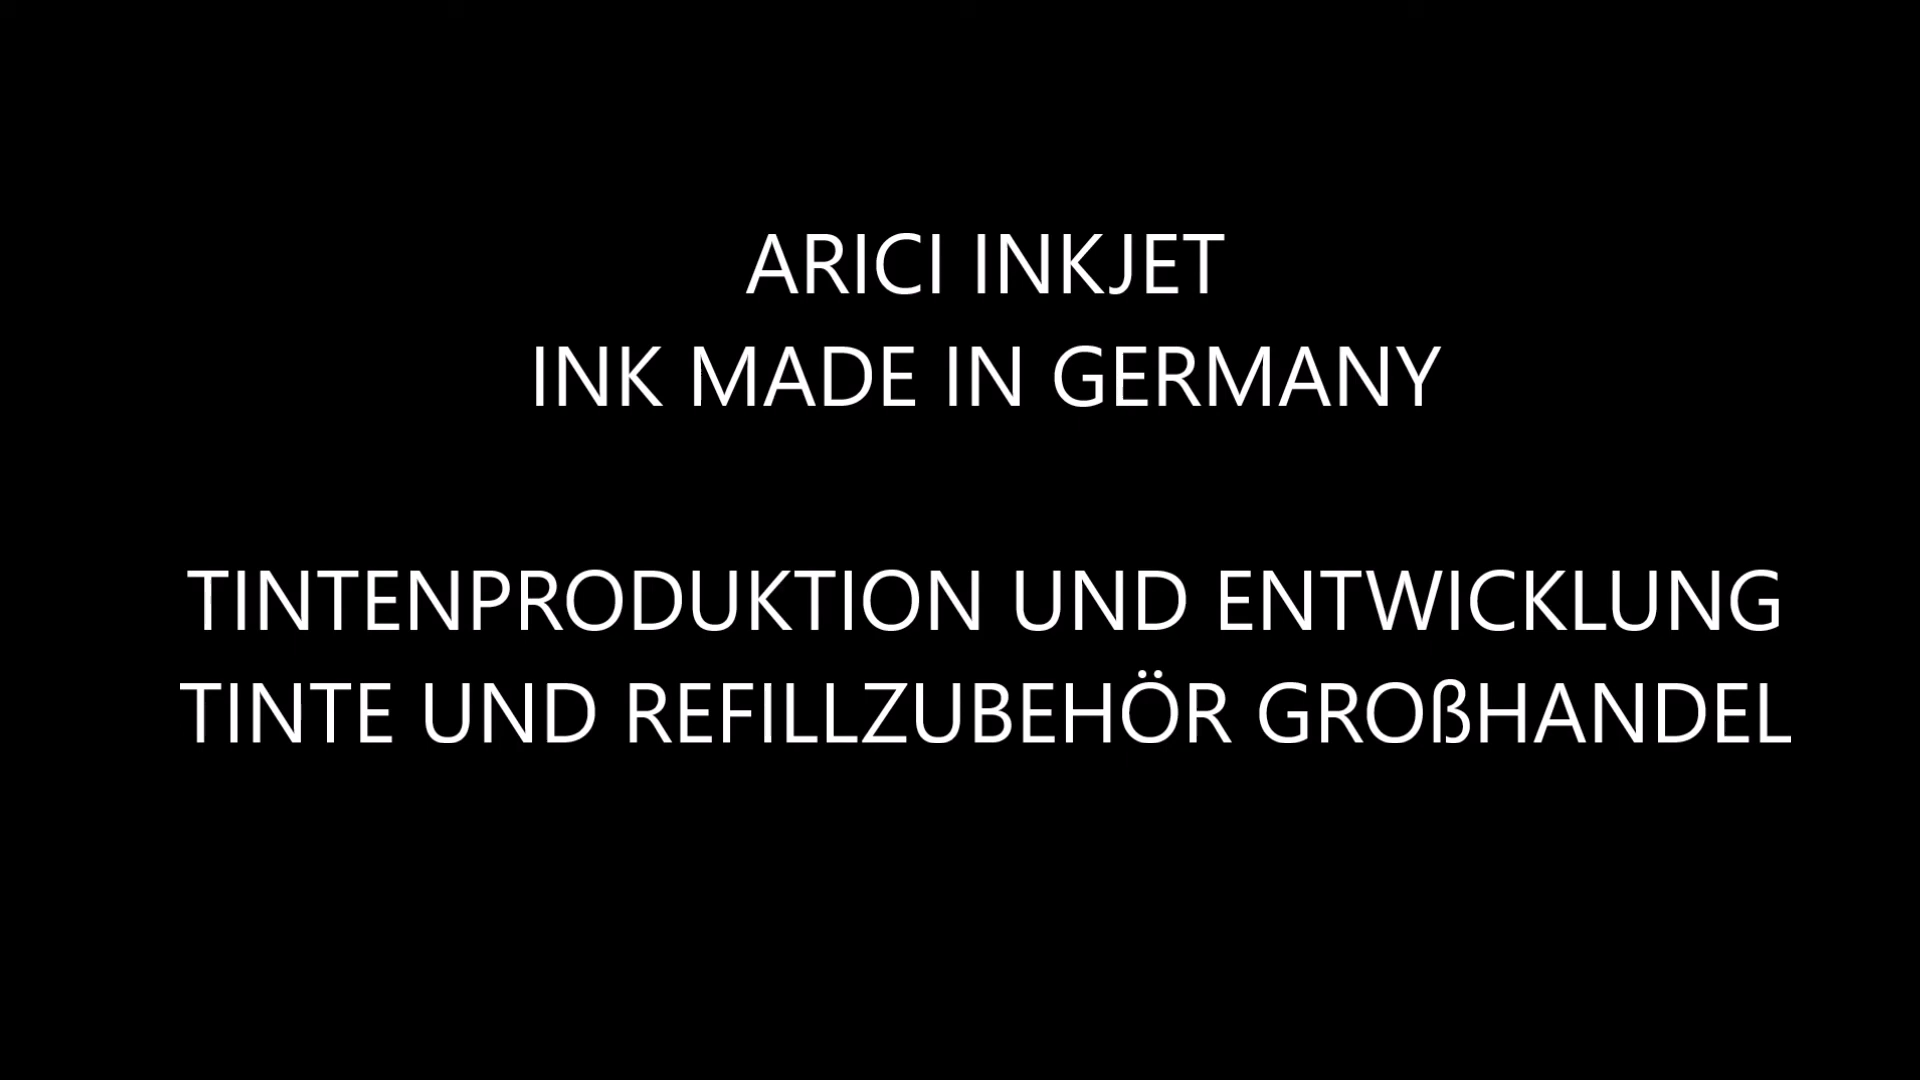 ARICI INKJET
INK MADE IN GERMANY
TINTENPRODUKTION UND ENTWICKLUNG
TINTE UND REFILLZUBEHÖR GROßHANDEL